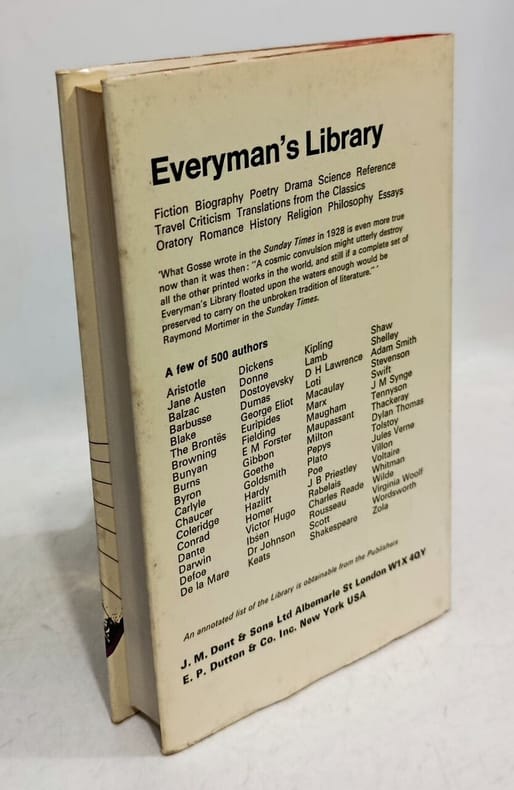 Everyman's Library
Fiction Biography Poetry Drama Science Reference
Travel Criticism Translations from the Classics
Oratory Romance History Religion Philosophy Essays
'What Gosse wrote in the Sunday Times in 1928 is even more true
now than it was then: "A cosmic convulsion might utterly destroy
all the other printed works in the world, and still if a complete set of
Everyman's Library floated upon the waters enough would be
preserved to carry on the unbroken tradition of literature."'
Raymond Mortimer in the Sunday Times.
A few of 500 authors
Aristotle
Jane Austen
Balzac
Barbusse
Blake
The Brontës
Browning
Bunyan
Burns
Byron
Carlyle
Chaucer
Coleridge
Conrad
Dante
Darwin
Defoe
De la Mare
Dickens
Donne
Dostoyevsky
Dumas
George Eliot
Euripides
Fielding
E M Forster
Gibbon
Goethe
Goldsmith
Hardy
Hazlitt
Homer
Victor Hugo
Ibsen
Dr Johnson
Keats
Kipling
Lamb
D H Lawrence
Loti
Macaulay
Marx
Maugham
Maupassant
Milton
Pepys
Plato
Poe
J B Priestley
Rabelais
Charles Reade
Rousseau
Scott
Shakespeare
Shaw
Shelley
Adam Smith
Stevenson
Swift
J M Synge
Tennyson
Thackeray
Dylan Thomas
Tolstoy
Jules Verne
Villon
Voltaire
Whitman
Wilde
Virginia Woolf
Wordsworth
Zola
An annotated list of the Library is obtainable from the Publishers
J. M. Dent & Sons Ltd Albemarle St London W1X 4QY
E. P. Dutton & Co. Inc. New York USA